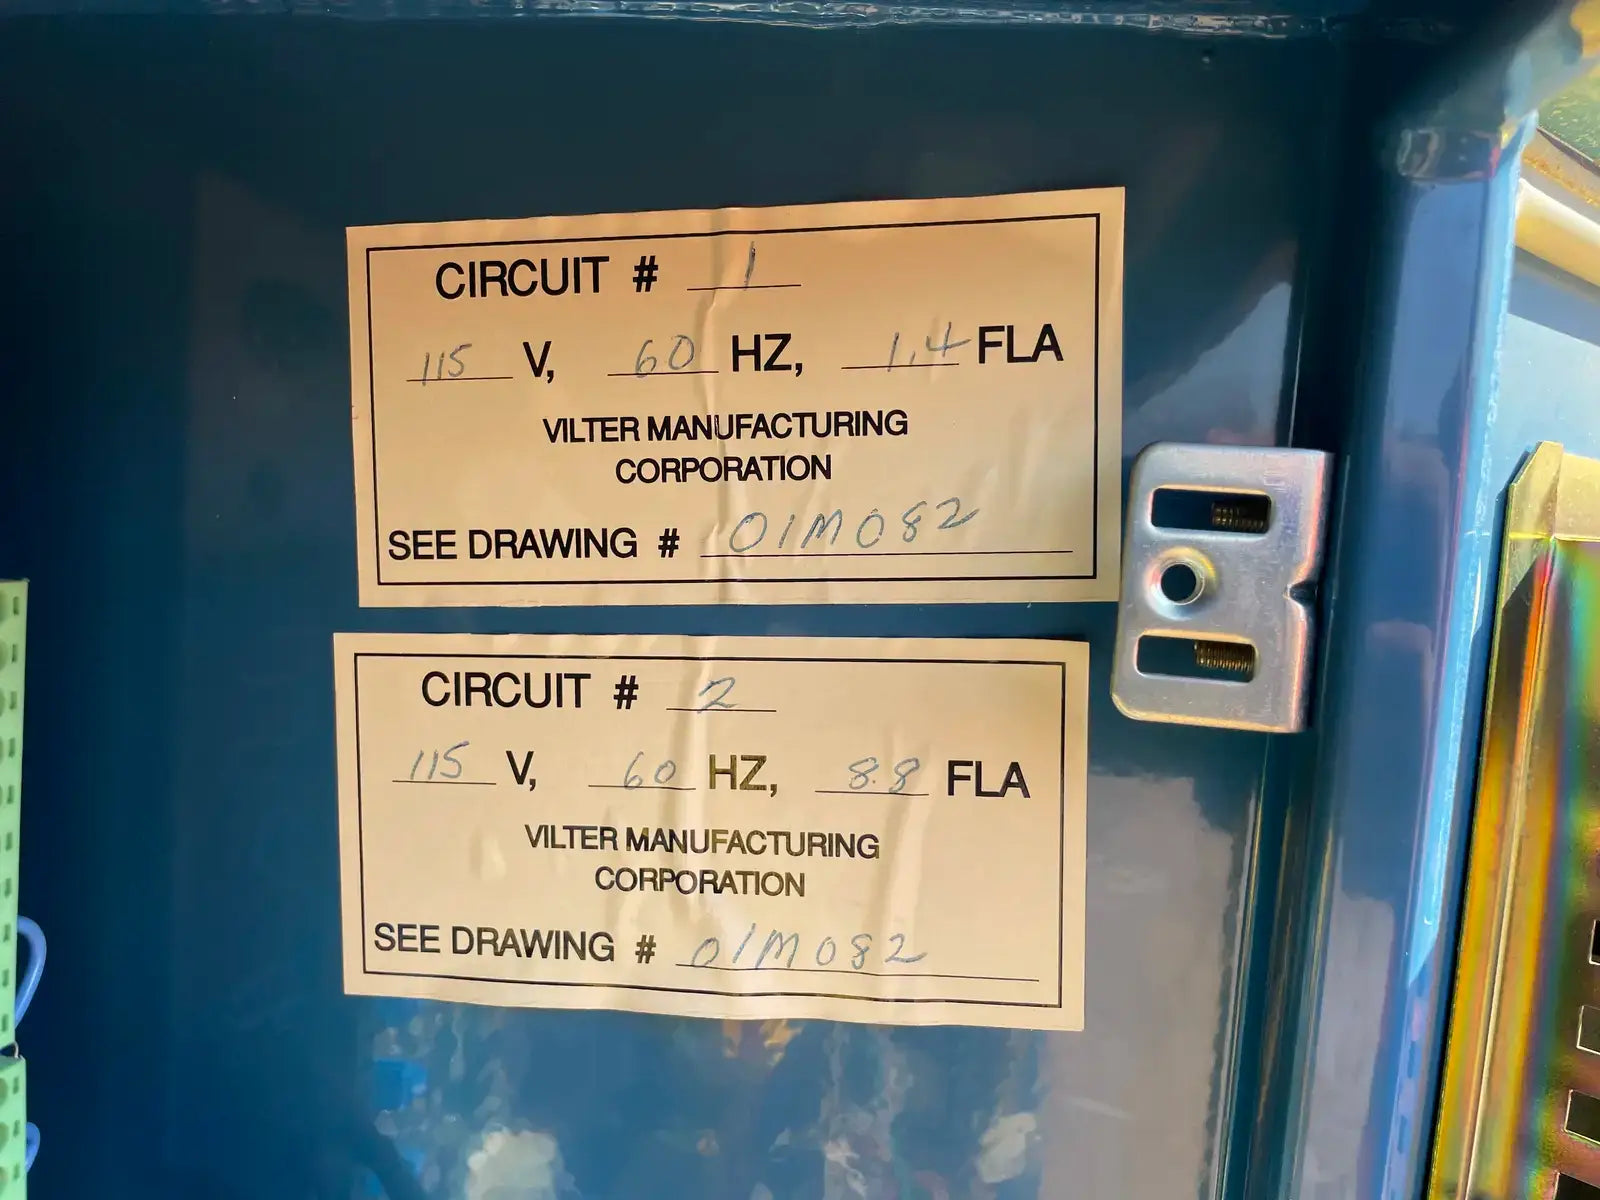 CIRCUIT # 1
115 V, 60 HZ, 1.4 FLA
VILTER MANUFACTURING
CORPORATION
SEE DRAWING # 01M082
CIRCUIT # 2
115 V, 60 HZ, 8.8 FLA
VILTER MANUFACTURING
CORPORATION
SEE DRAWING # 01M082